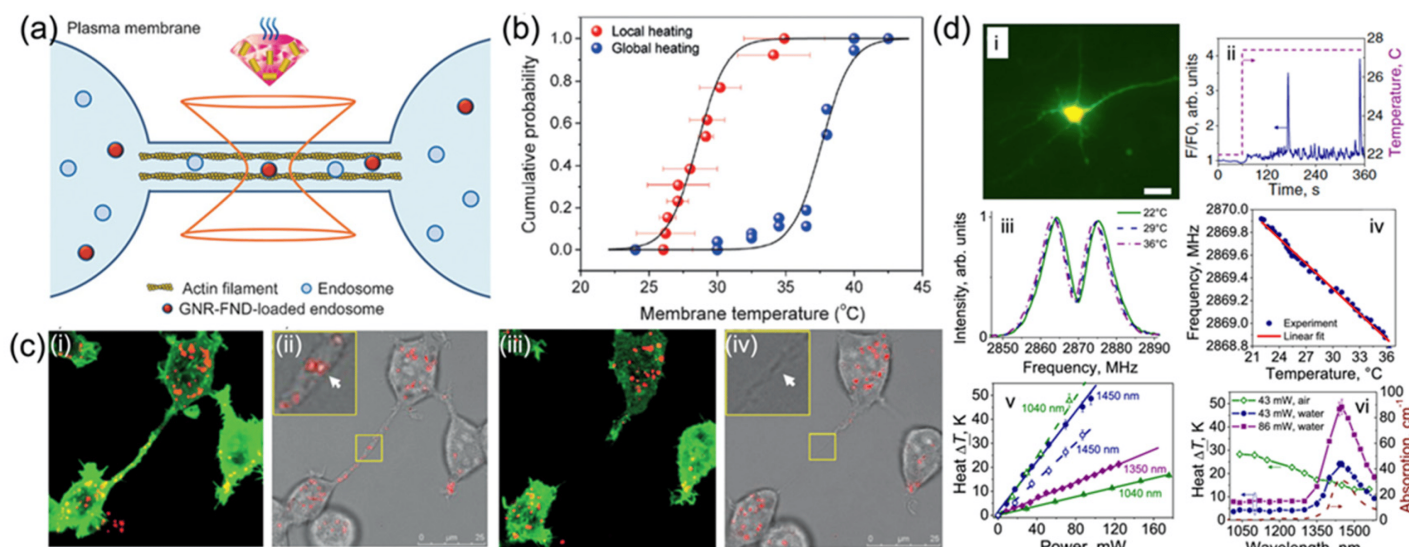 (a)
Plasma membrane
Actin filament
Endosome
GNR-FND-loaded endosome
(b)
Local heating
Global heating
Cumulative probability
1.0
0.8
0.6
0.4
0.2
0.0
25
30
35
40
45
Membrane temperature (°C)
(c)
(i)
(ii)
(iii)
(iv)
0 µm 25
0 µm 25
(d)
i
ii
F/F0, arb. units
4
3
2
1
0 120 240 360
Time, s
28
26
24
22
Temperature, C
iii
22°C
29°C
36°C
Intensity, arb. units
1
0
2850 2860 2870 2880 2890
Frequency, MHz
iv
Frequency, MHz
2870.0
2869.6
2869.4
2869.2
2869.0
2868.8
Experiment
Linear fit
21 24 27 30 33 36
Temperature, °C
v
1040 nm
1450 nm
1450 nm
1350 nm
1040 nm
Heat ΔT, K
50
40
30
20
10
0
0 60 120 180
Power, mW
vi
43 mW, air
43 mW, water
86 mW, water
Heat ΔT, K
50
40
30
20
10
0
1050 1200 1350 1500
Wavelength, nm
100
80
60
40
20
0
Absorption, cm⁻¹